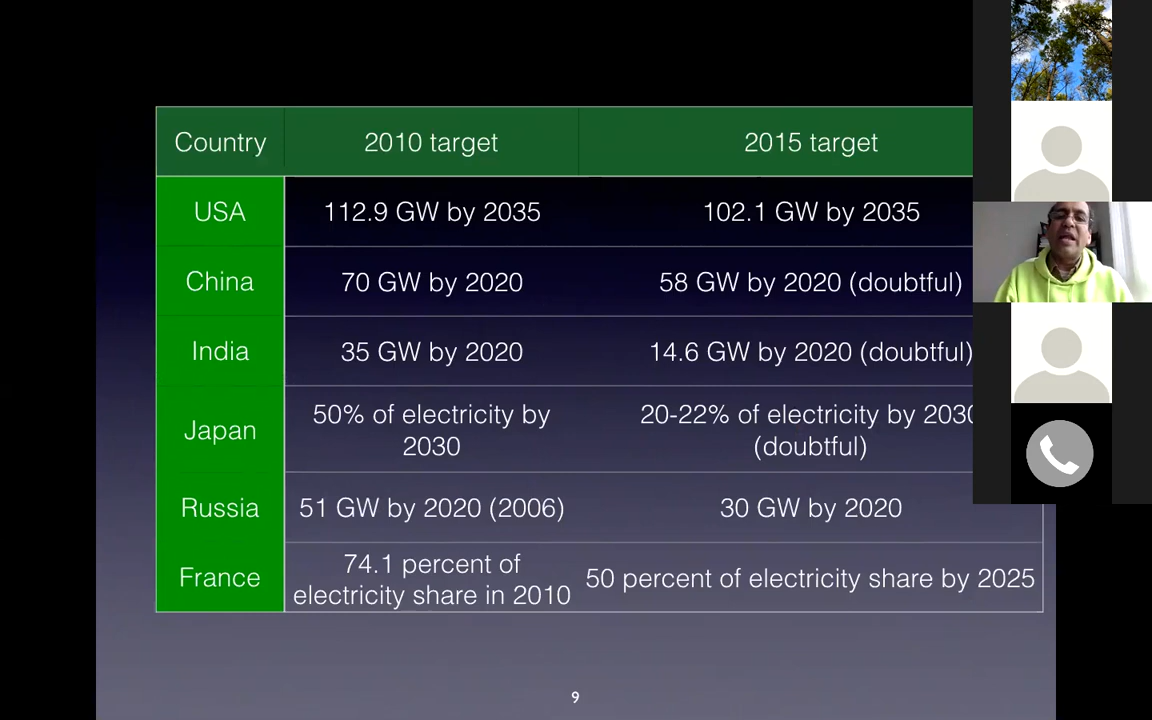 Country 2010 target 2015 target
USA 112.9 GW by 2035 102.1 GW by 2035
China 70 GW by 2020 58 GW by 2020 (doubtful)
India 35 GW by 2020 14.6 GW by 2020 (doubtful)
Japan 50% of electricity by 2030 20-22% of electricity by 2030 (doubtful)
Russia 51 GW by 2020 (2006) 30 GW by 2020
France 74.1 percent of electricity share in 2010 50 percent of electricity share by 2025
9